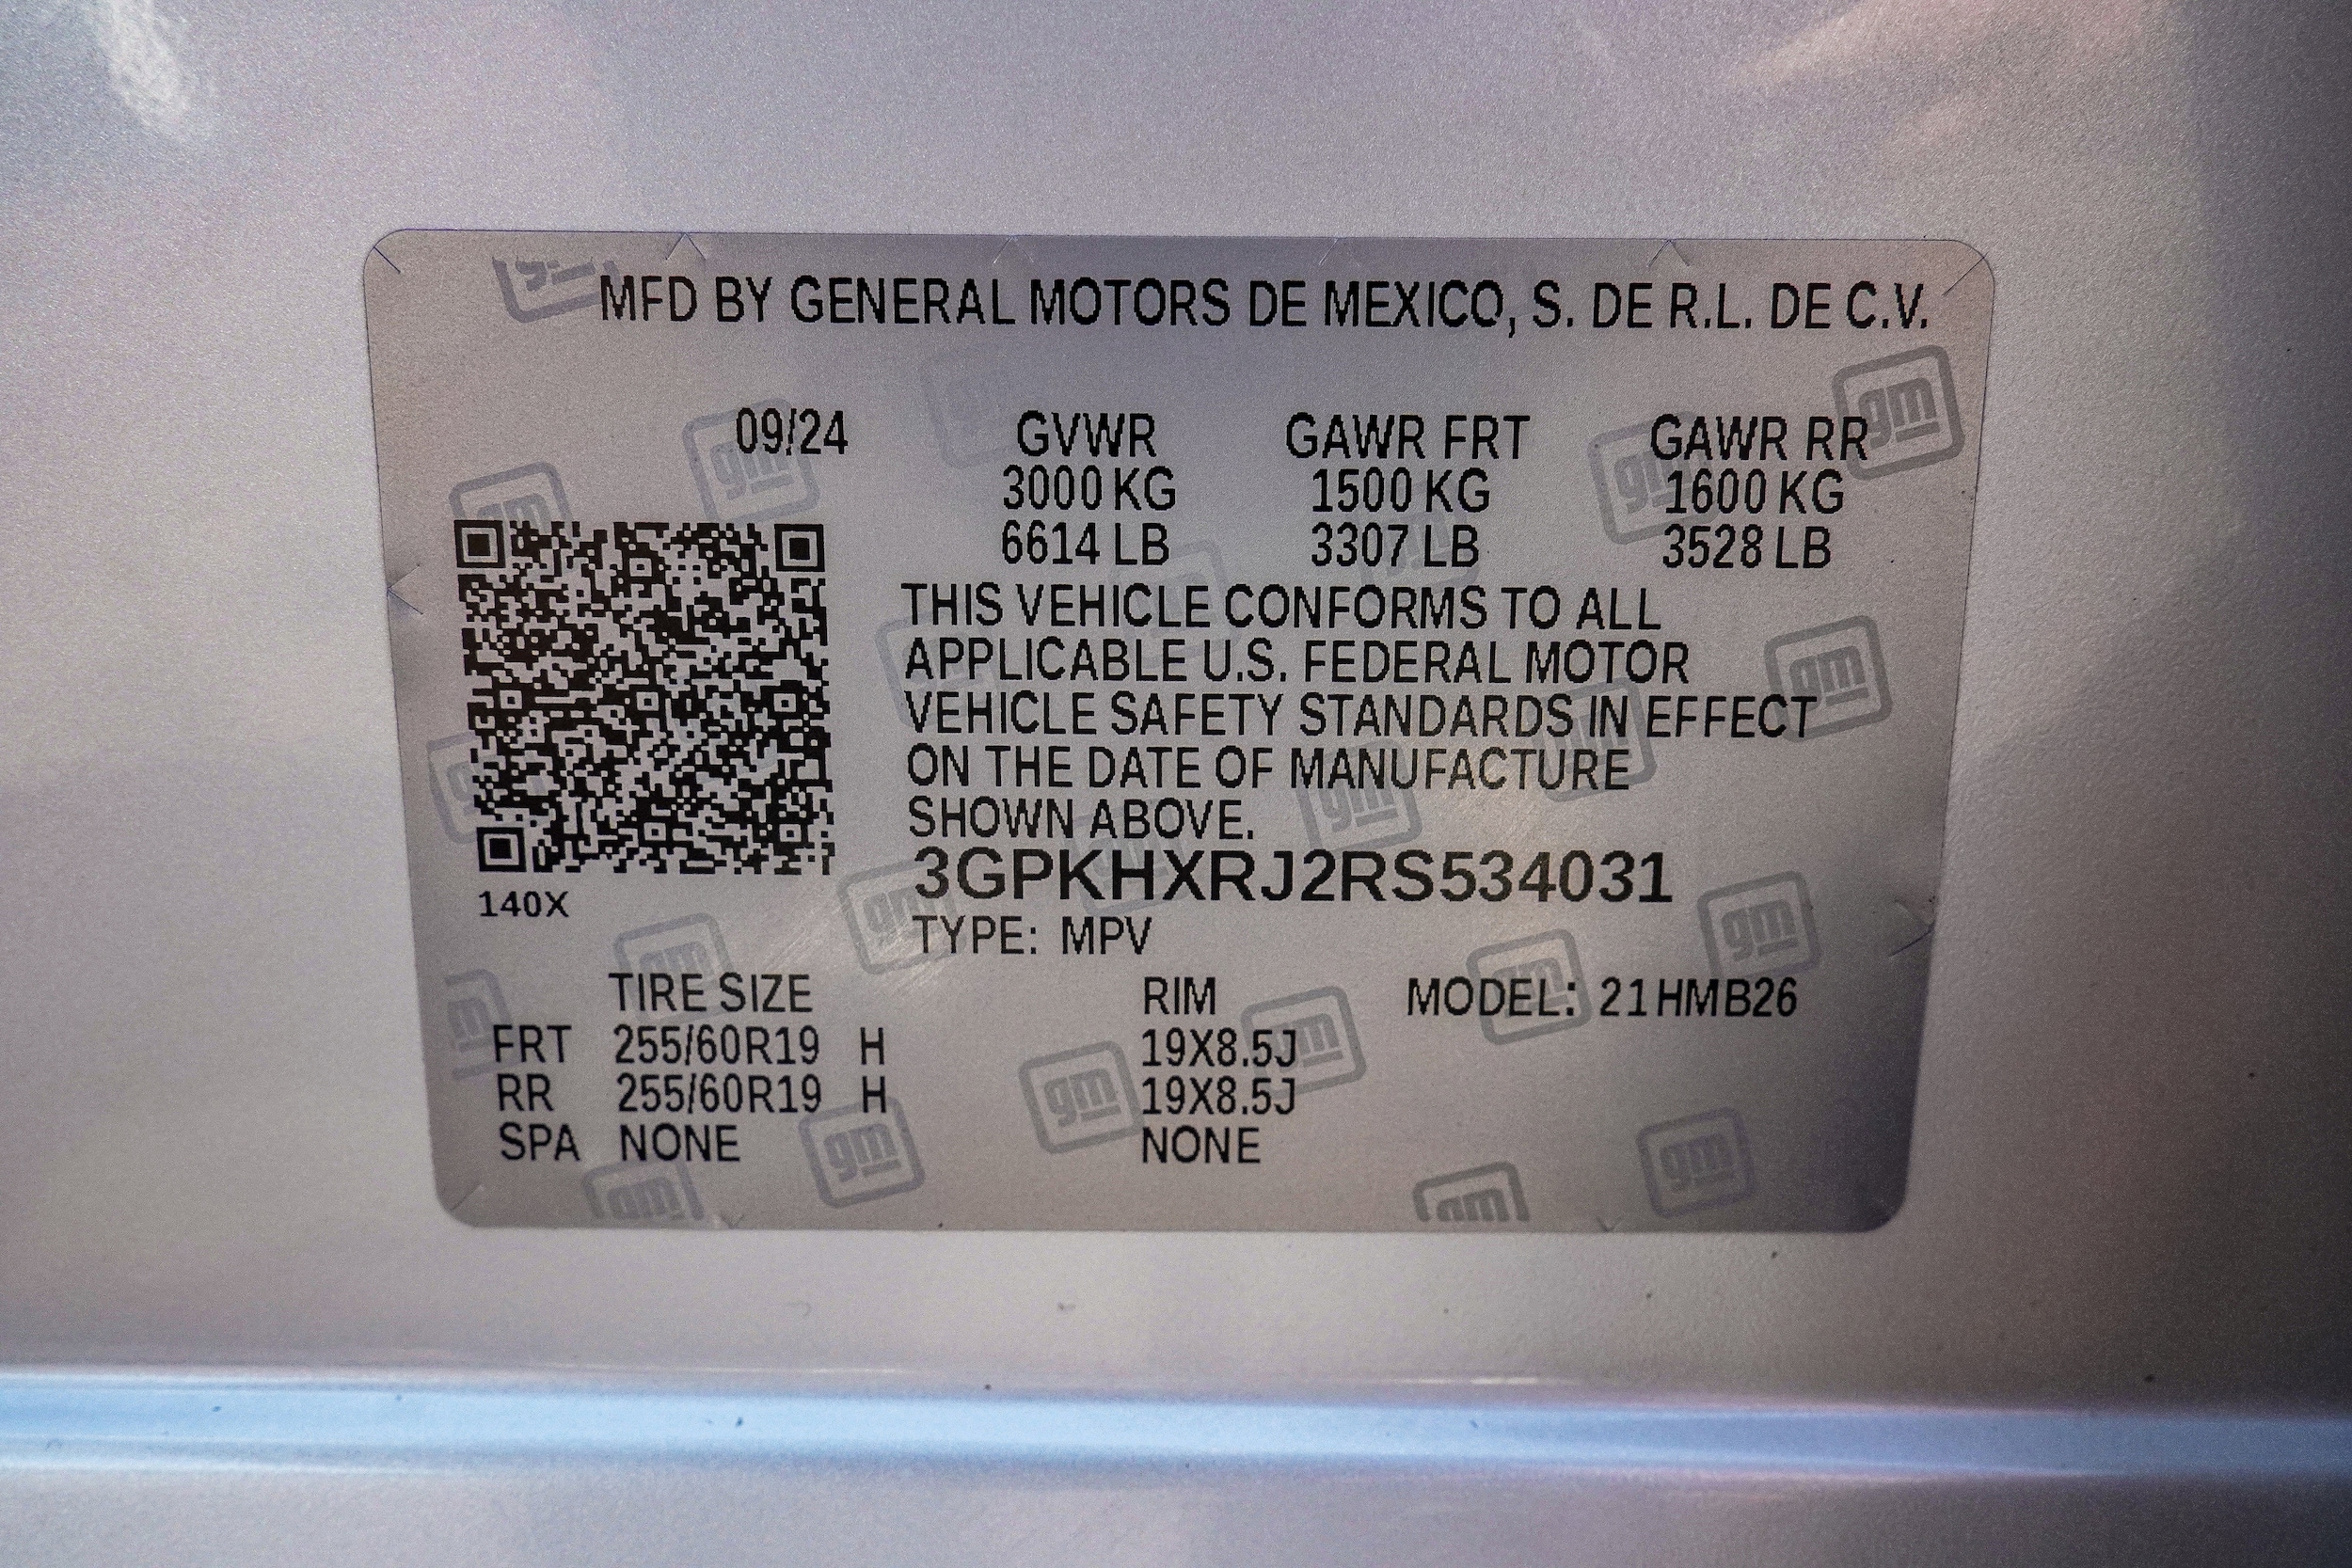 MFD BY GENERAL MOTORS DE MEXICO, S. DE R.L. DE C.V.
09/24 GVWR GAWR FRT GAWR RR
3000 KG 1500 KG 1600 KG
6614 LB 3307 LB 3528 LB
THIS VEHICLE CONFORMS TO ALL
APPLICABLE U.S. FEDERAL MOTOR
VEHICLE SAFETY STANDARDS IN EFFECT
ON THE DATE OF MANUFACTURE
SHOWN ABOVE.
3GPKHXRJ2RS534031
140X
TYPE: MPV
TIRE SIZE RIM MODEL: 21HMB26
FRT 255/60R19 H 19X8.5J
RR 255/60R19 H 19X8.5J
SPA NONE NONE